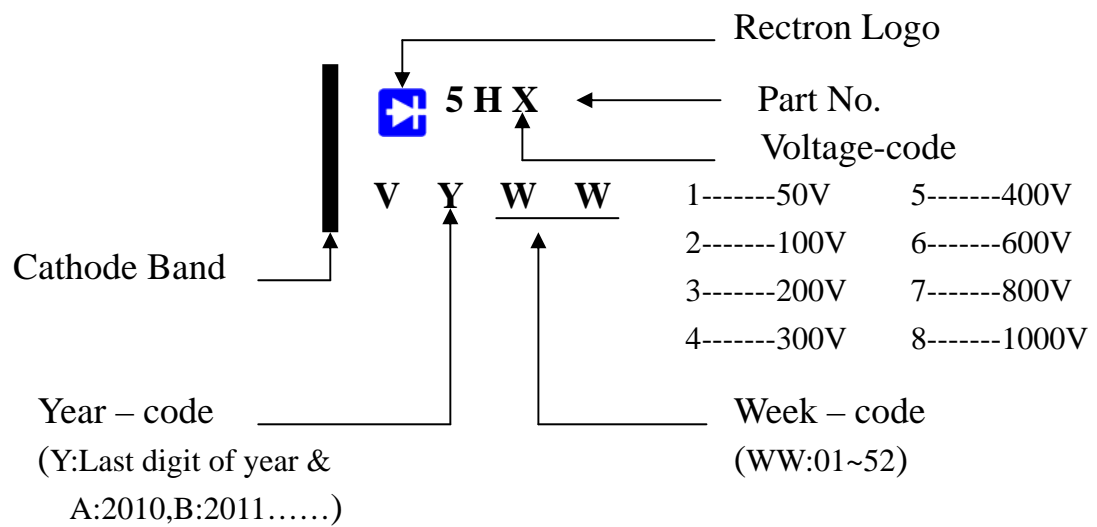 Rectron Logo
5 H X
Part No.
Voltage-code
V Y W W
1-------50V 5-------400V
2-------100V 6-------600V
3-------200V 7-------800V
4-------300V 8-------1000V
Cathode Band
Year – code
(Y:Last digit of year &
A:2010,B:2011……)
Week – code
(WW:01~52)